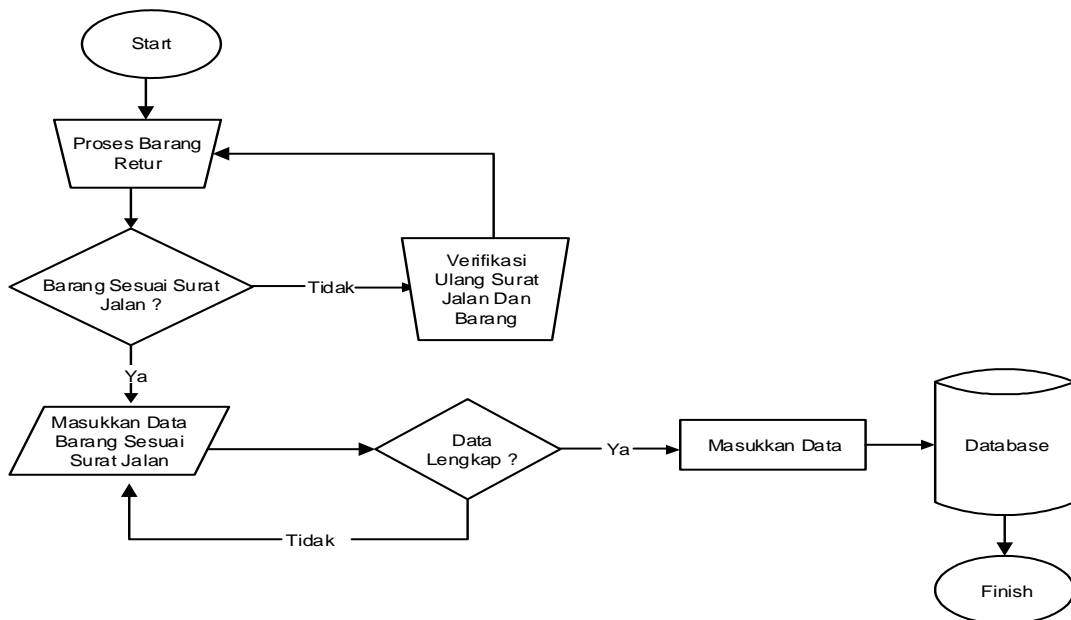 Start
Proses Barang
Retur
Barang Sesuai Surat
Jalan ?
Tidak
Verifikasi
Ulang Surat
Jalan Dan
Barang
Ya
Masukkan Data
Barang Sesuai
Surat Jalan
Data
Lengkap ?
Ya
Masukkan Data
Database
Tidak
Finish